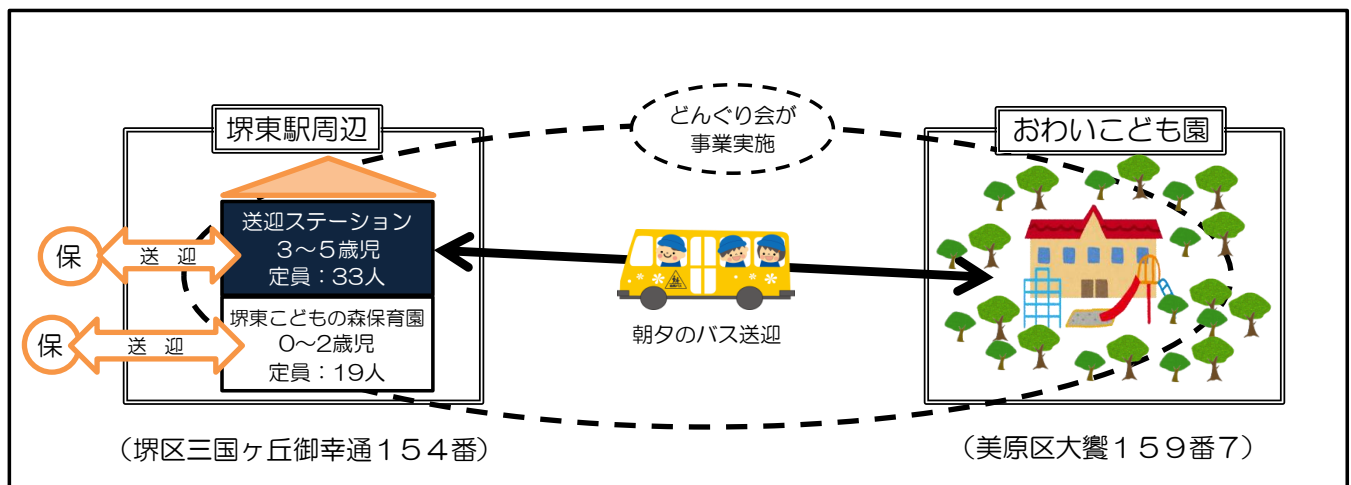 堺東駅周辺
どんぐり会が
事業実施
おわいこども園
送迎ステーション
3～5歳児
定員：33人
保
送 迎
堺東こどもの森保育園
0～2歳児
定員：19人
保
送 迎
朝夕のバス送迎
（堺区三国ヶ丘御幸通154番）
（美原区大饗159番7）